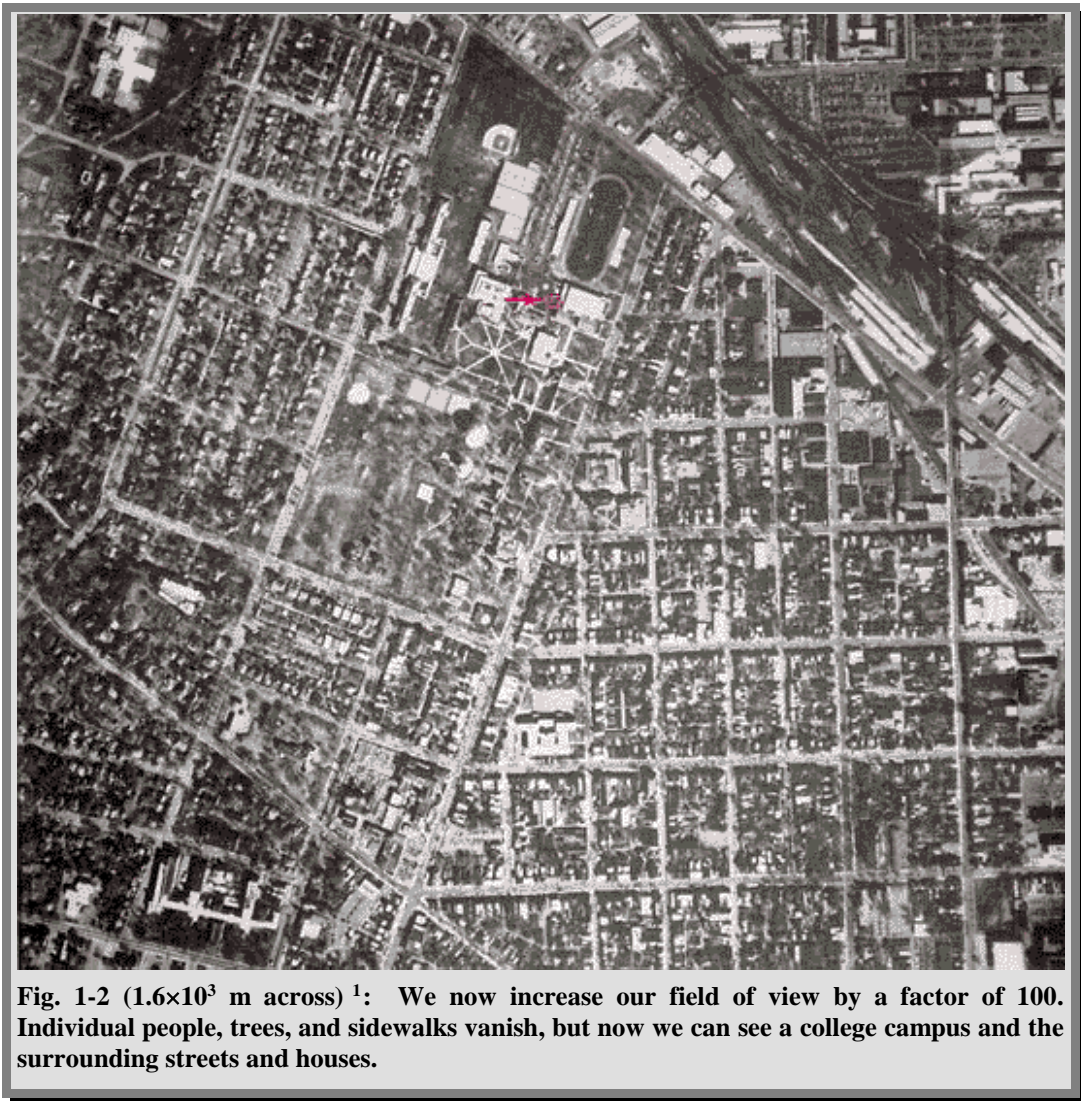 Fig. 1-2 (1.6×10³ m across) ¹: We now increase our field of view by a factor of 100.
Individual people, trees, and sidewalks vanish, but now we can see a college campus and the
surrounding streets and houses.